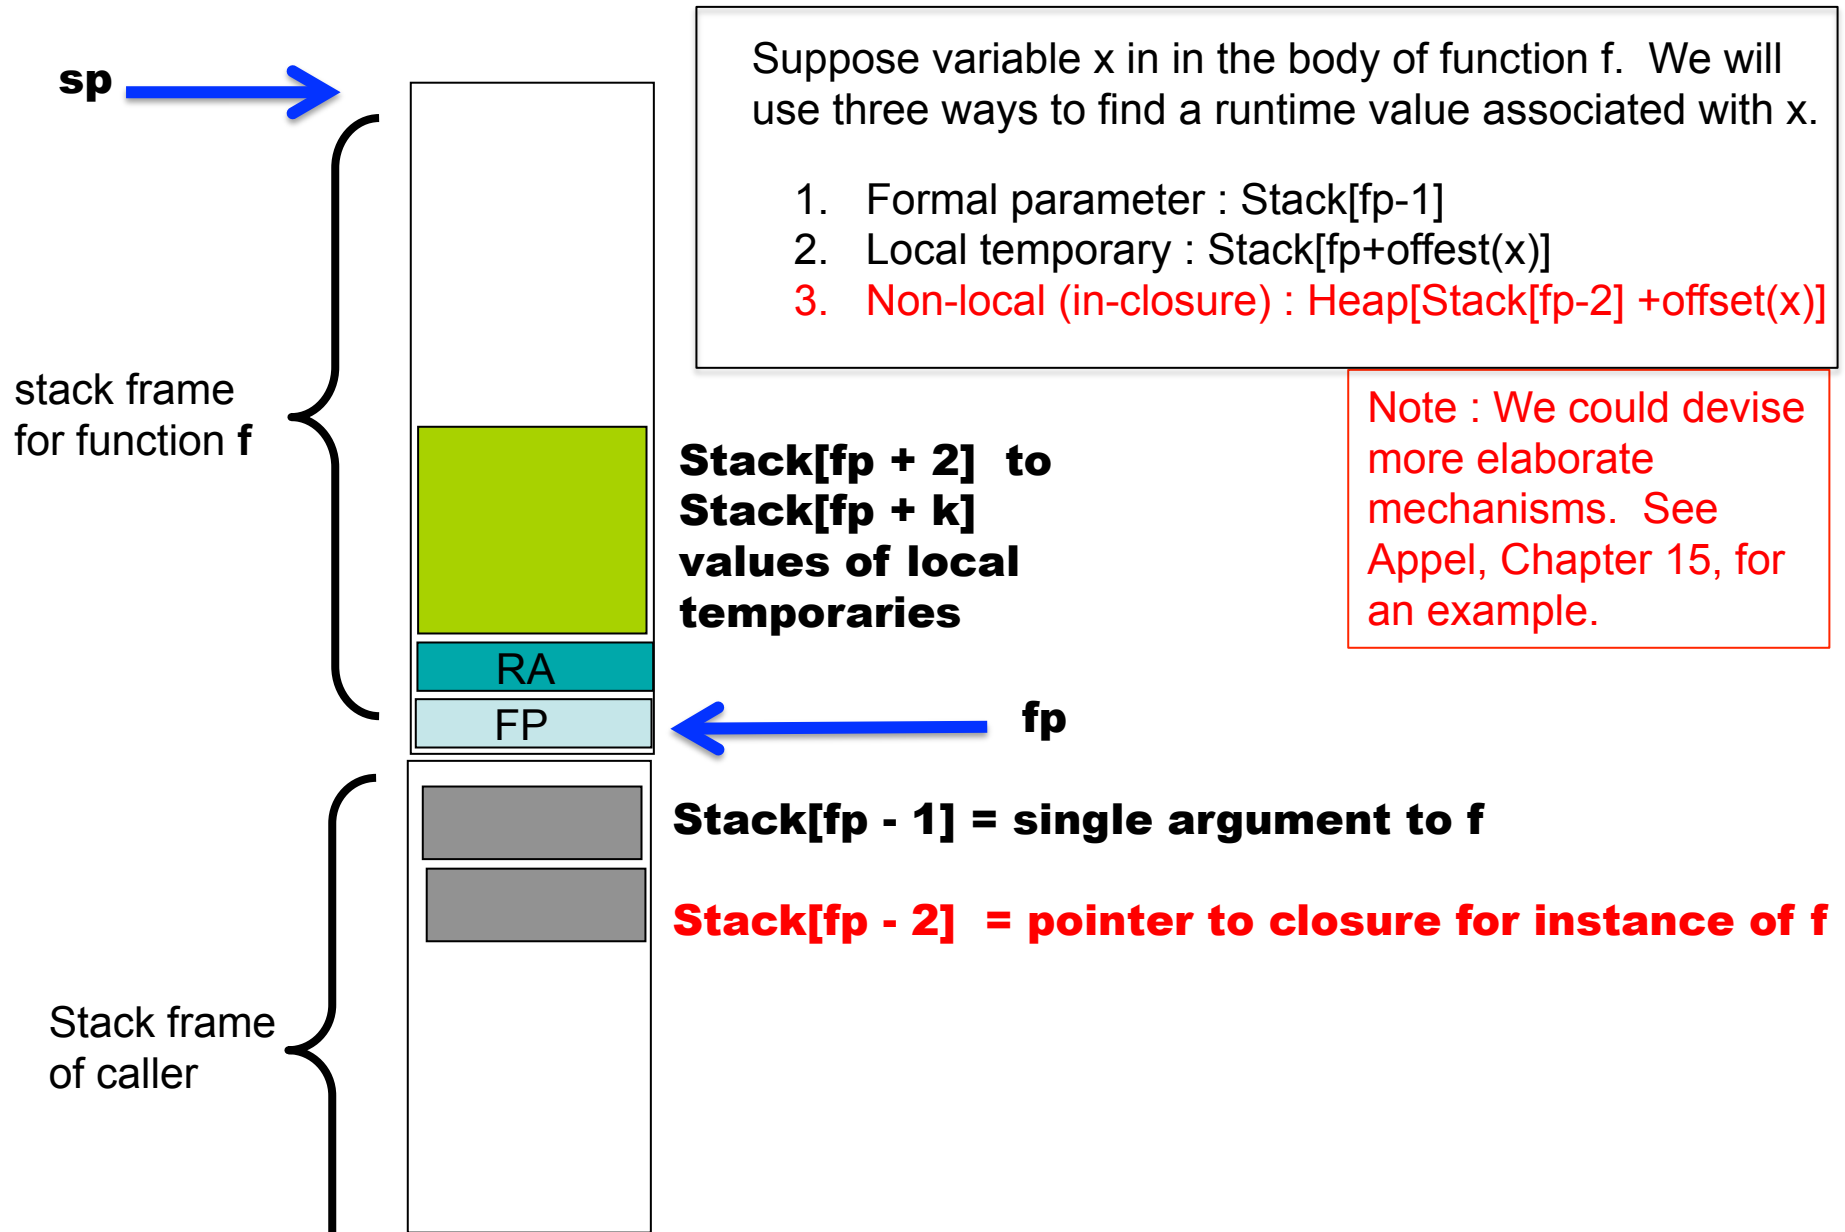 sp
Suppose variable x in in the body of function f.  We will
use three ways to find a runtime value associated with x.
1. Formal parameter : Stack[fp-1]
2. Local temporary : Stack[fp+offest(x)]
3. Non-local (in-closure) : Heap[Stack[fp-2] +offset(x)]
stack frame
for function f
Note : We could devise
more elaborate
mechanisms.  See
Appel, Chapter 15, for
an example.
Stack[fp + 2]  to
Stack[fp + k]
values of local
temporaries
RA
FP
fp
Stack[fp - 1] = single argument to f
Stack[fp - 2]  = pointer to closure for instance of f
Stack frame
of caller